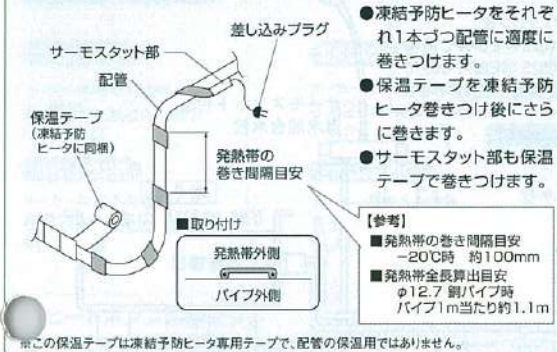 差し込みプラグ
サーモスタット部
配管
保温テープ
(凍結予防
ヒータに同梱)
発熱帯の
巻き間隔目安
■取り付け
発熱帯外側
パイプ外側
●凍結予防ヒータをそれぞ
れ1本づつ配管に適度に
巻きつけます。
●保温テープを凍結予防
ヒータ巻きつけ後にさら
に巻きます。
●サーモスタット部も保温
テープで巻きつけます。
【参考】
■発熱帯の巻き間隔目安
−20℃時 約100mm
■発熱帯全長算出目安
φ12.7 銅パイプ時
パイプ1m当たり約1.1m
※この保温テープは凍結予防ヒータ専用テープで、配管の保温用ではありません。